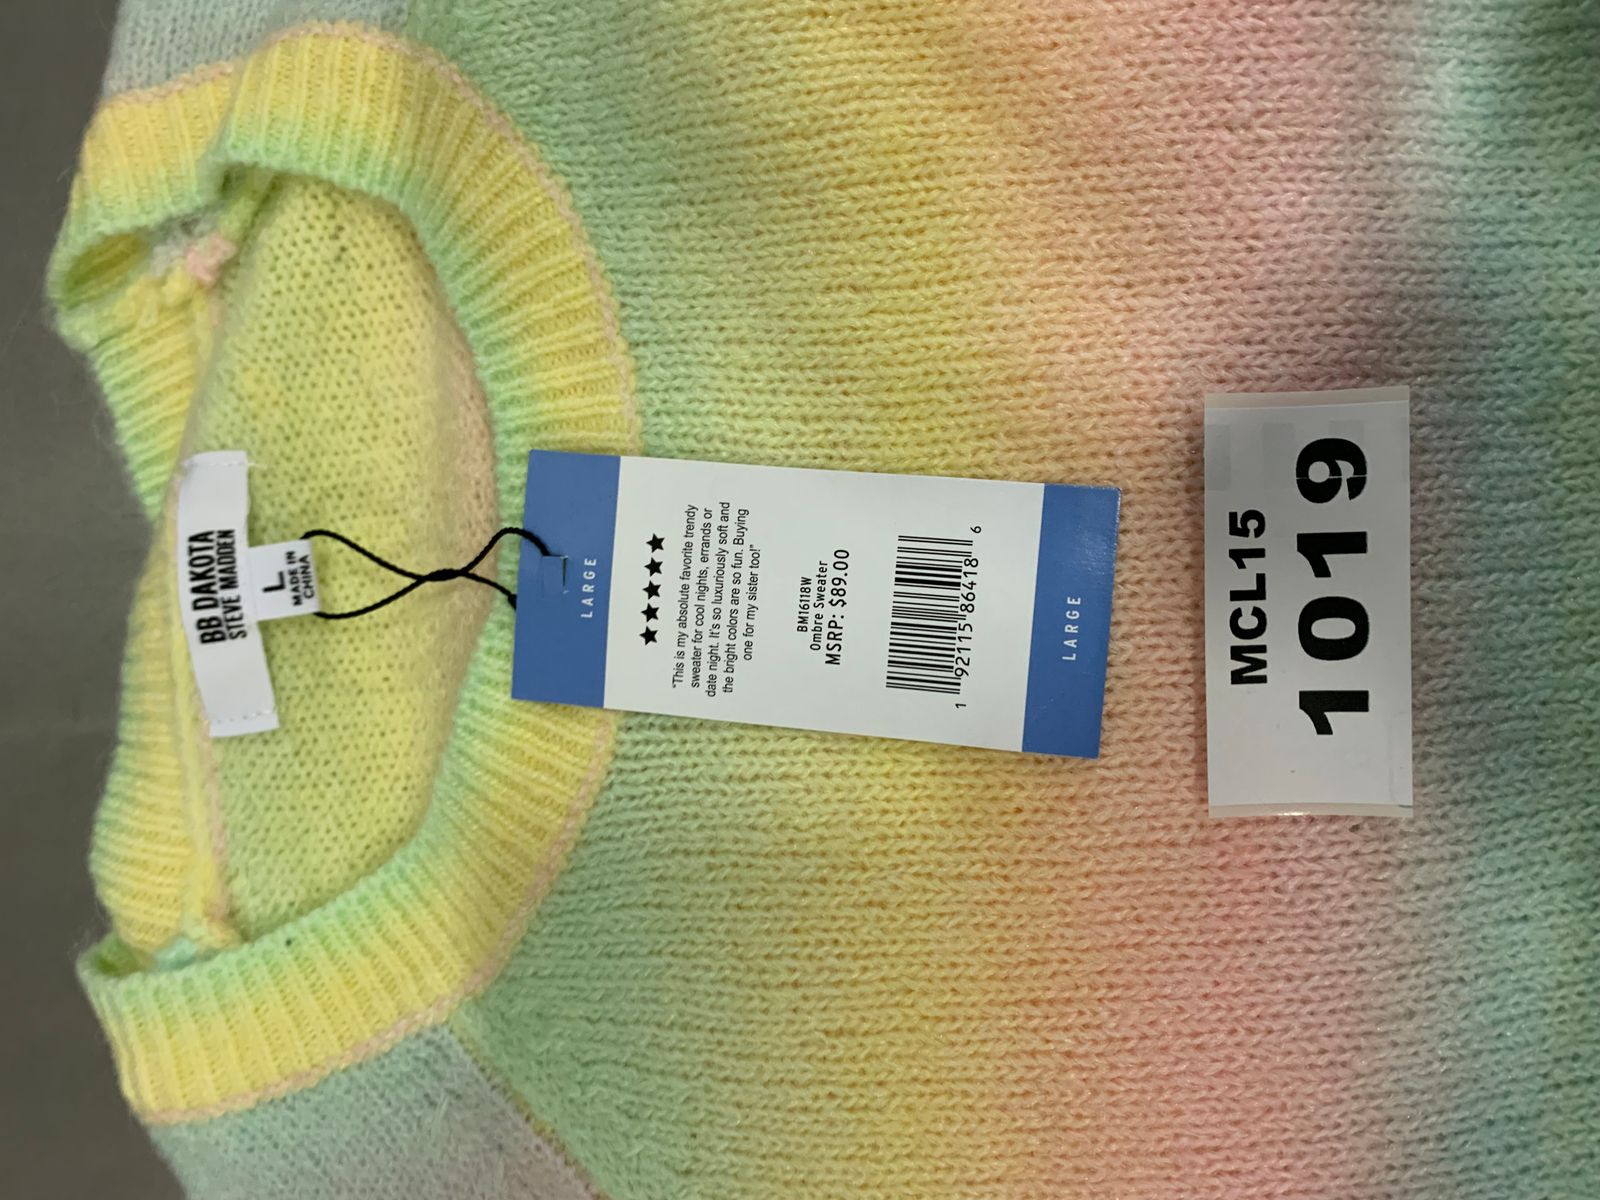 BB DAKOTA
STEVE MADDEN
L
MADE IN
CHINA
LARGE
★★★★★
"This is my absolute favorite trendy
sweater for cool nights, errands or
date night. It's so luxuriously soft and
the bright colors are so fun. Buying
one for my sister too!"
BM16118W
Ombre Sweater
MSRP: $89.00
1 92115 86418 6
LARGE
MCL15
1019